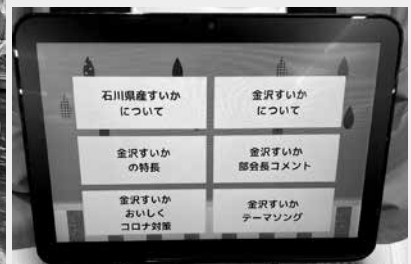 石川県産すいか
について
金沢すいか
について
金沢すいか
の特長
金沢すいか
部会長コメント
金沢すいか
おいしく
コロナ対策
金沢すいか
テーマソング